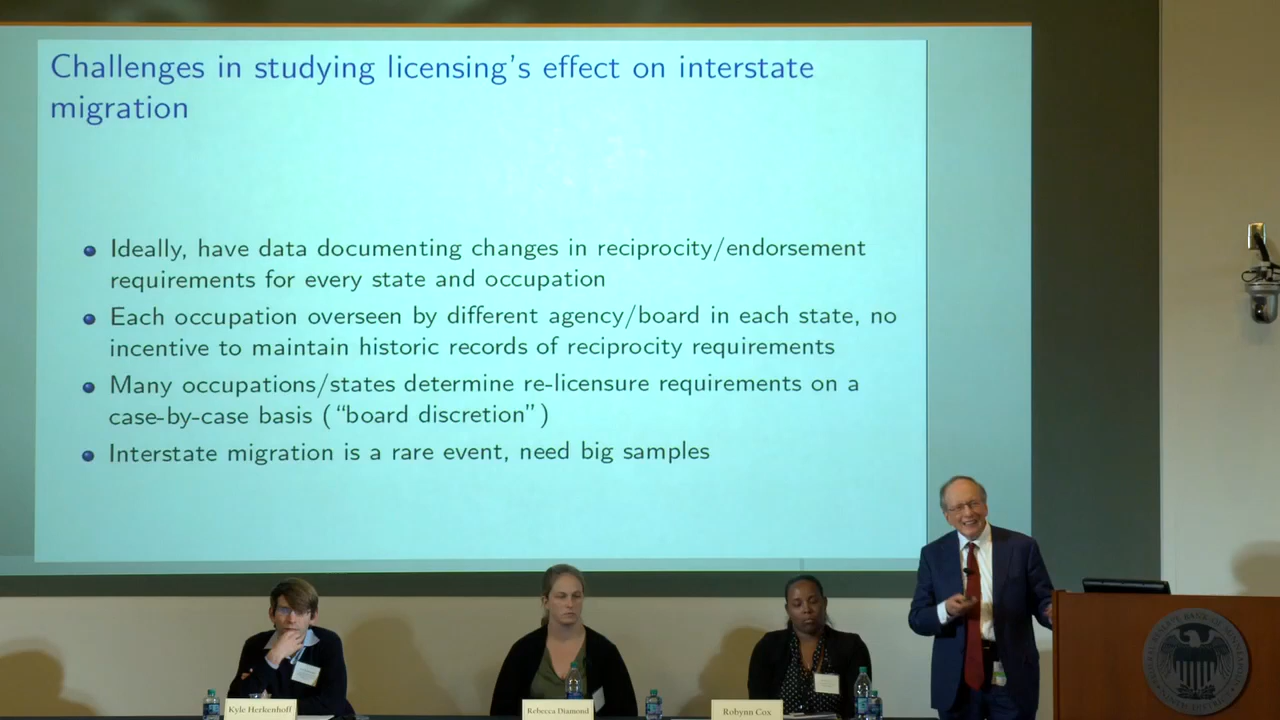 Challenges in studying licensing's effect on interstate
migration
Ideally, have data documenting changes in reciprocity/endorsement
requirements for every state and occupation
Each occupation overseen by different agency/board in each state, no
incentive to maintain historic records of reciprocity requirements
Many occupations/states determine re-licensure requirements on a
case-by-case basis ("board discretion")
Interstate migration is a rare event, need big samples
Kyle Herkenhoff
Rebecca Diamond
Robynn Cox